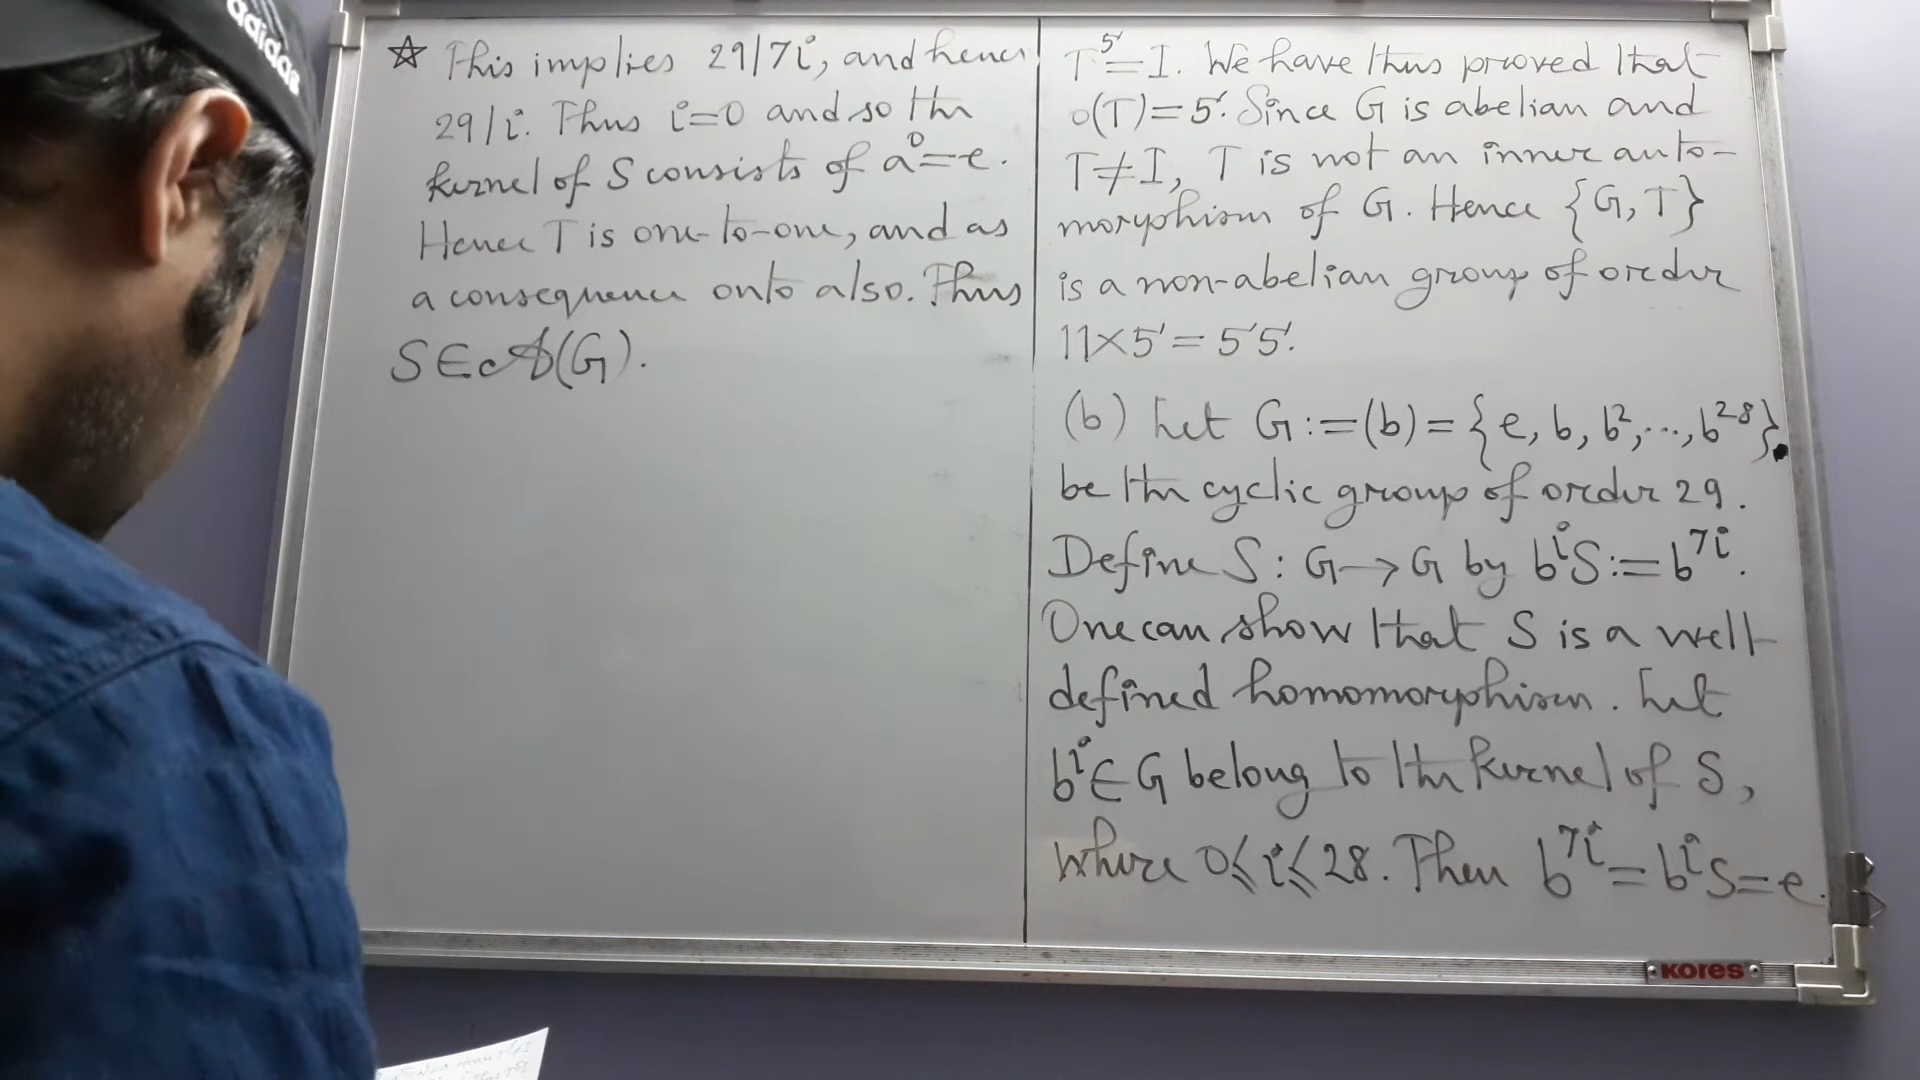 adidas
☆ This implies 29/7i, and hence
29/i. Thus i=0 and so the
kernel of S consists of a⁰=e.
Hence T is one-to-one, and as
a consequence onto also. Thus
S∈𝒜(G).
T⁵=I. We have thus proved that
o(T)=5. Since G is abelian and
T≠I, T is not an inner auto-
morphism of G. Hence {G,T}
is a non-abelian group of order
11×5=55.
(b) Let G:=(b)={e,b,b²,...,b²⁸}
be the cyclic group of order 29.
Define S: G→G by bⁱS:=b⁷ⁱ.
One can show that S is a well-
defined homomorphism. Let
bⁱ∈G belong to the kernel of S,
where 0≤i≤28. Then b⁷ⁱ=bⁱS=e.
KORES